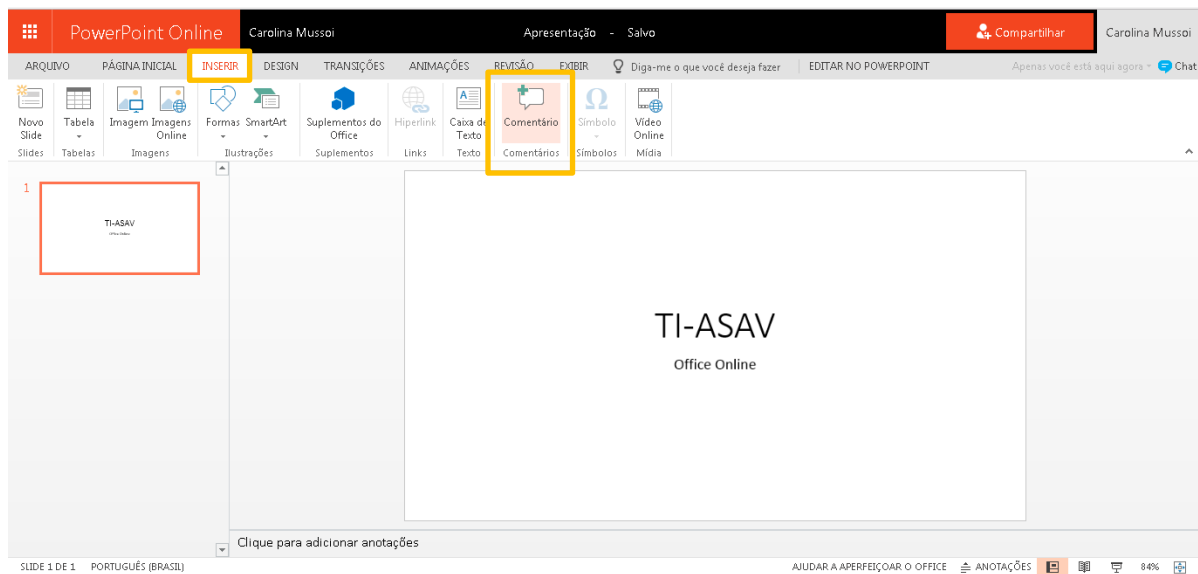 PowerPoint Online Carolina Mussoi Apresentação - Salvo Compartilhar Carolina Mussoi
ARQUIVO PÁGINA INICIAL INSERIR DESIGN TRANSIÇÕES ANIMAÇÕES REVISÃO EXIBIR Diga-me o que você deseja fazer EDITAR NO POWERPOINT Apenas você está aqui agora Chat
Novo Tabela Imagem Imagens Formas SmartArt Suplementos do Hiperlink Caixa de Comentário Símbolo Vídeo
Slide Online Office Texto Online
Slides Tabelas Imagens Ilustrações Suplementos Links Texto Comentários Símbolos Mídia
1
TI-ASAV
Office Online
TI-ASAV
Office Online
Clique para adicionar anotações
SLIDE 1 DE 1 PORTUGUÊS (BRASIL) AJUDAR A APERFEIÇOAR O OFFICE ANOTAÇÕES 84%